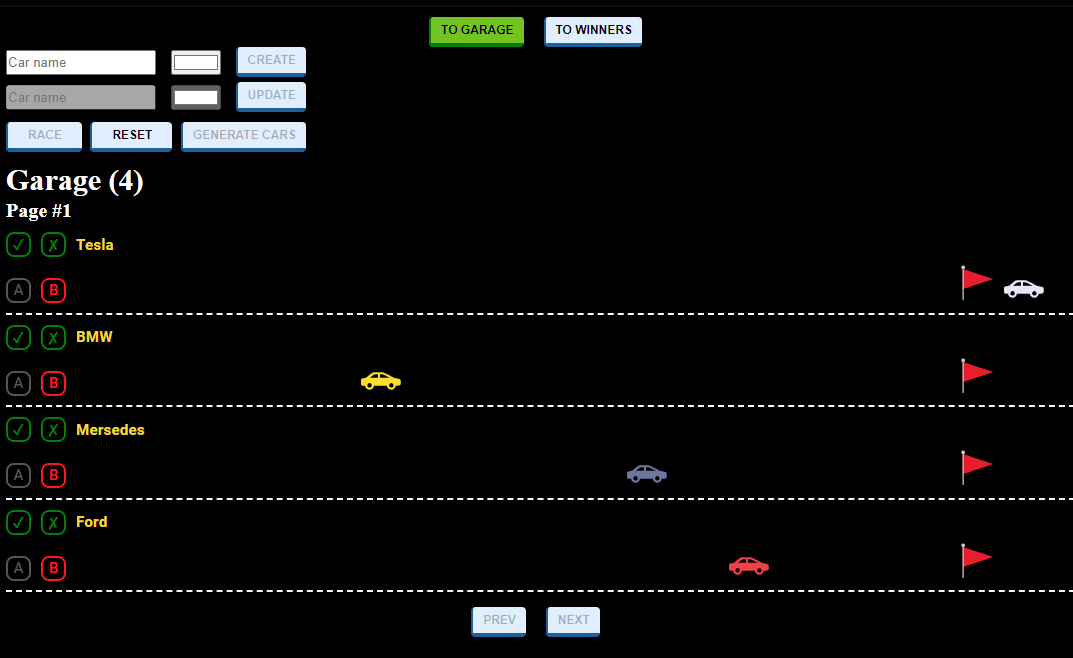 TO GARAGE TO WINNERS
Car name CREATE
Car name UPDATE
RACE RESET GENERATE CARS
Garage (4)
Page #1
✓ X Tesla
A B
✓ X BMW
A B
✓ X Mersedes
A B
✓ X Ford
A B
PREV NEXT